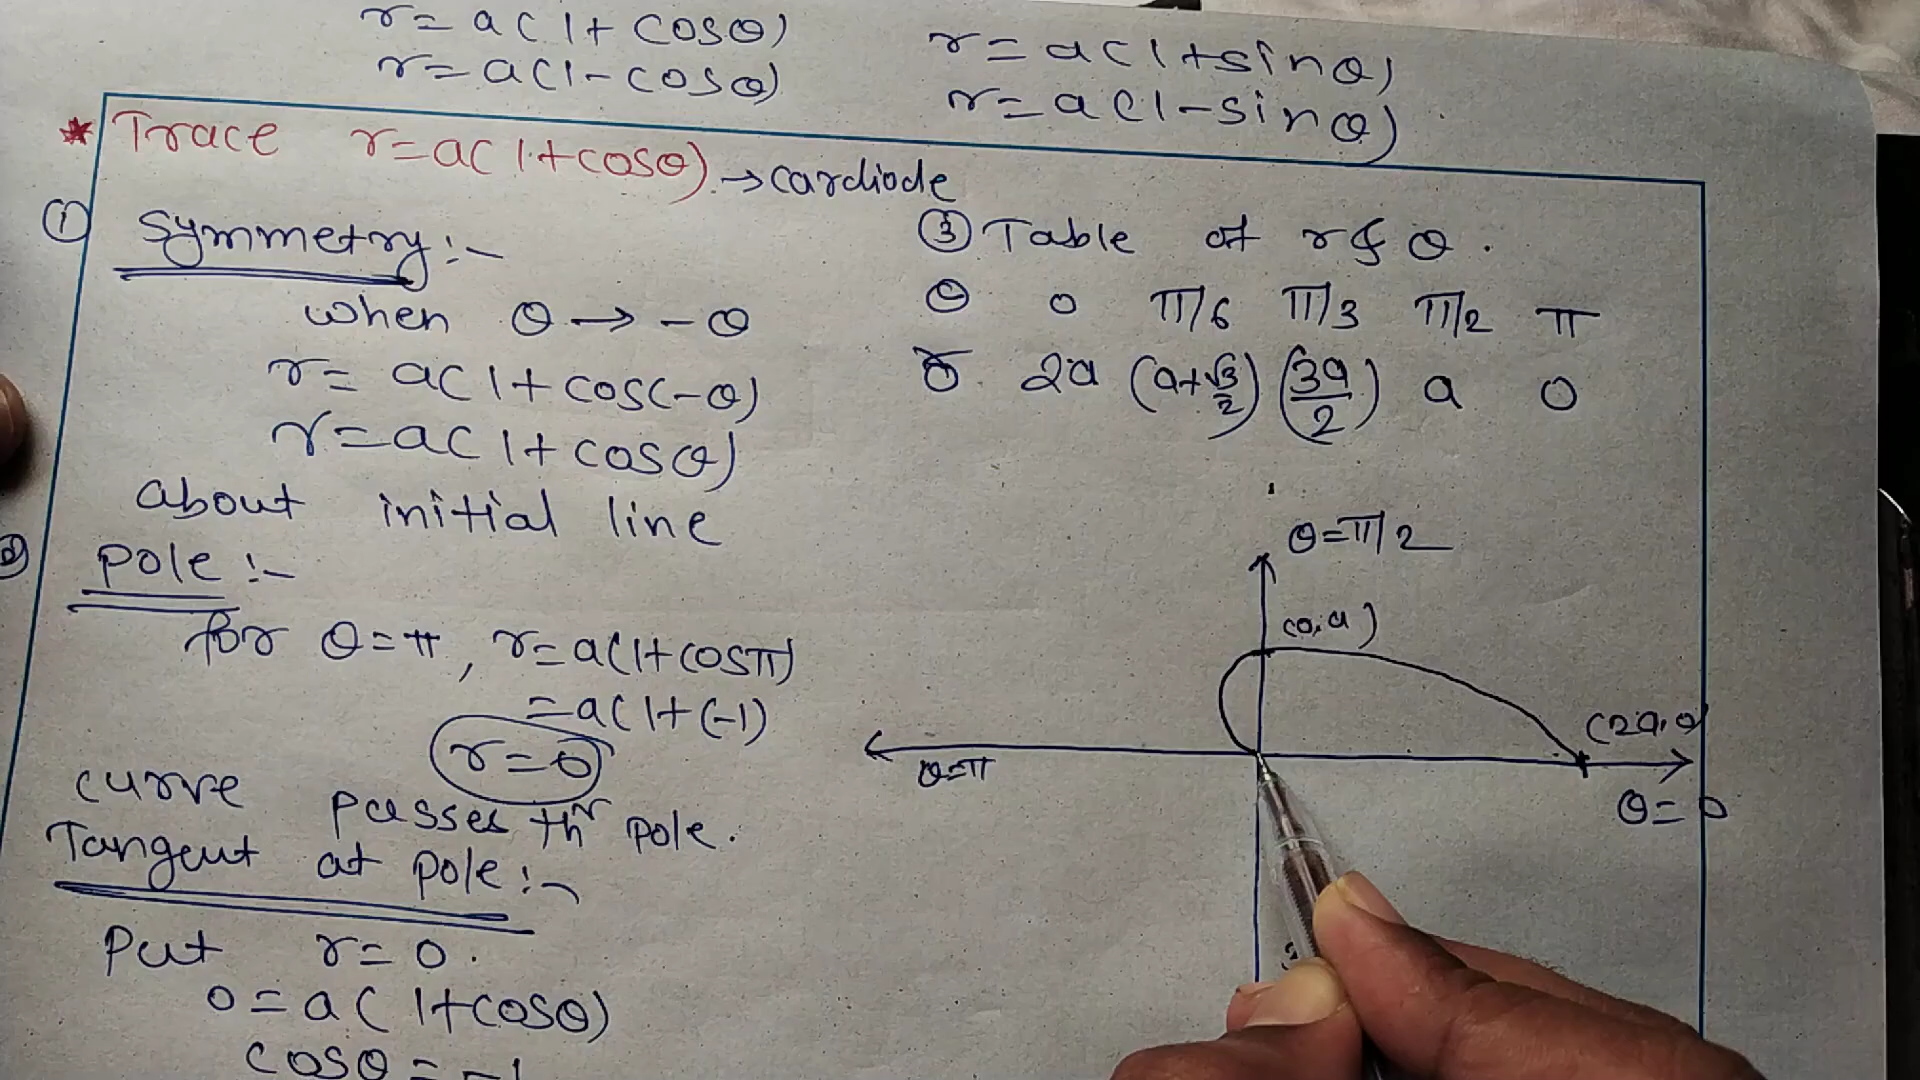 r = a(1+cosθ)
r = a(1-cosθ)
r = a(1+sinθ)
r = a(1-sinθ)
* Trace r=a(1+cosθ) → cardiode
① Symmetry :-
when θ → -θ
r = a(1+cos(-θ)
r = a(1+cosθ)
about initial line
② Pole :-
for θ=π, r=a(1+cosπ)
= a(1+(-1)
r=0
curve passes thr pole.
Tangent at pole :-
Put r=0.
0 = a(1+cosθ)
cosθ = -1
③ Table of r & θ.
θ 0 π/6 π/3 π/2 π
r 2a (a+√3/2) (3a/2) a 0
θ=π/2
(0,a)
(2a,0)
θ=π
θ=0